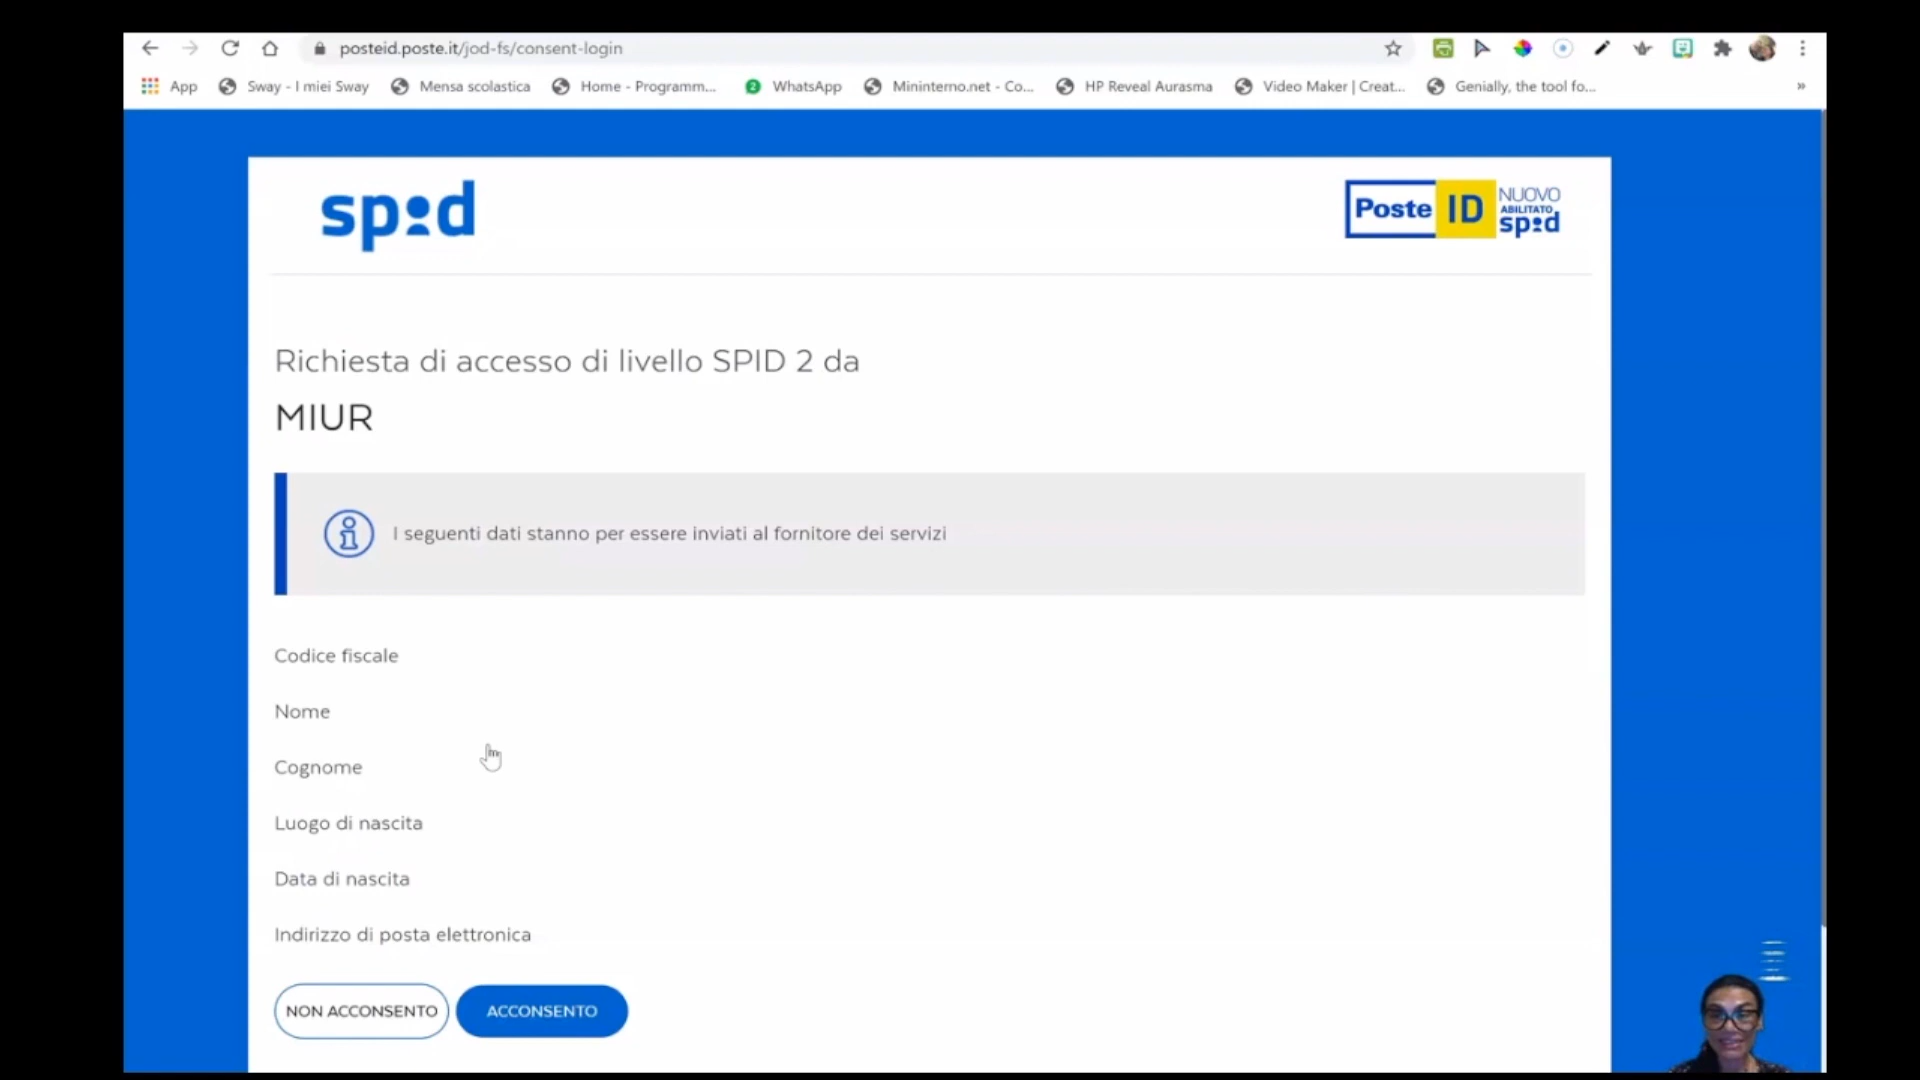 posteid.poste.it/jod-fs/consent-login
App Sway - I miei Sway Mensa scolastica Home - Programm... 2 WhatsApp Mininterno.net - Co... HP Reveal Aurasma Video Maker | Creat... Genially, the tool fo... »
spid
Poste ID NUOVO
ABILITATO
spid
Richiesta di accesso di livello SPID 2 da
MIUR
I seguenti dati stanno per essere inviati al fornitore dei servizi
Codice fiscale
Nome
Cognome
Luogo di nascita
Data di nascita
Indirizzo di posta elettronica
NON ACCONSENTO ACCONSENTO